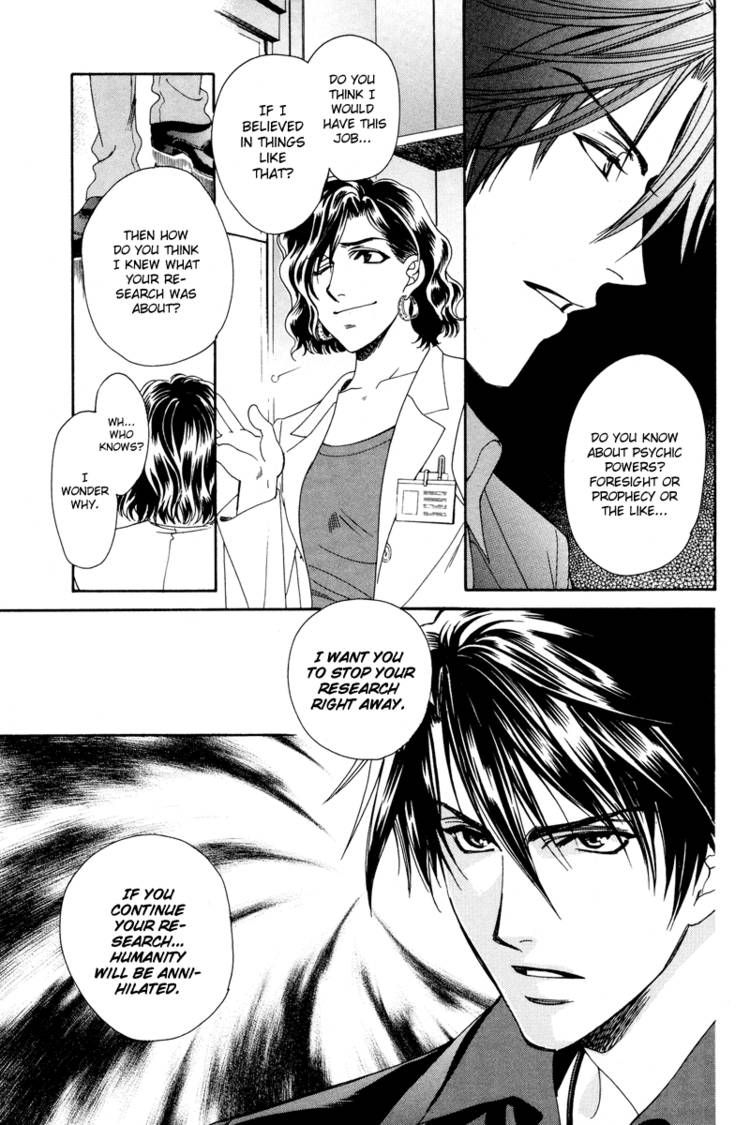 DO YOU KNOW
ABOUT PSYCHIC
POWERS?
FORESIGHT OR
PROPHECY OR
THE LIKE...
DO YOU
THINK I
WOULD
HAVE THIS
JOB...
IF I
BELIEVED
IN THINGS
LIKE
THAT?
THEN HOW
DO YOU THINK
I KNEW WHAT
YOUR RE-
SEARCH WAS
ABOUT?
WH...
WHO
KNOWS?
I
WONDER
WHY.
I WANT YOU
TO STOP YOUR
RESEARCH
RIGHT AWAY.
IF YOU
CONTINUE
YOUR RE-
SEARCH...
HUMANITY
WILL BE ANNI-
HILATED.